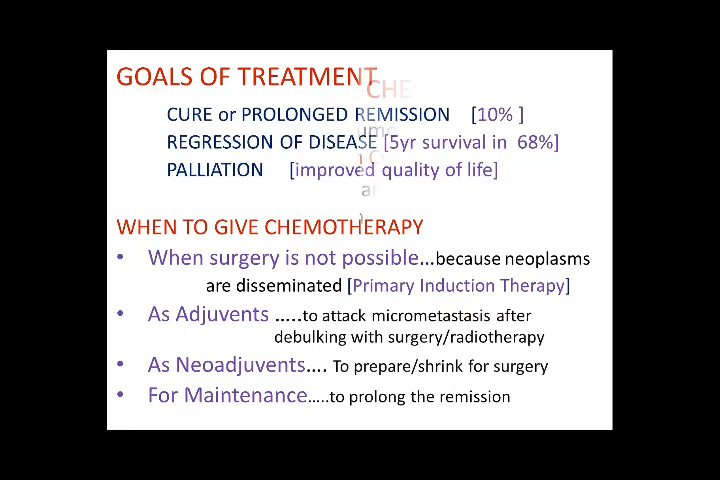 GOALS OF TREATMENT
CHE
CURE or PROLONGED REMISSION [10% ]
REGRESSION OF DISEASE [5yr survival in 68%]
PALLIATION [improved quality of life]
WHEN TO GIVE CHEMOTHERAPY
• When surgery is not possible...because neoplasms
are disseminated [Primary Induction Therapy]
• As Adjuvents .....to attack micrometastasis after
debulking with surgery/radiotherapy
• As Neoadjuvents.... To prepare/shrink for surgery
• For Maintenance.....to prolong the remission